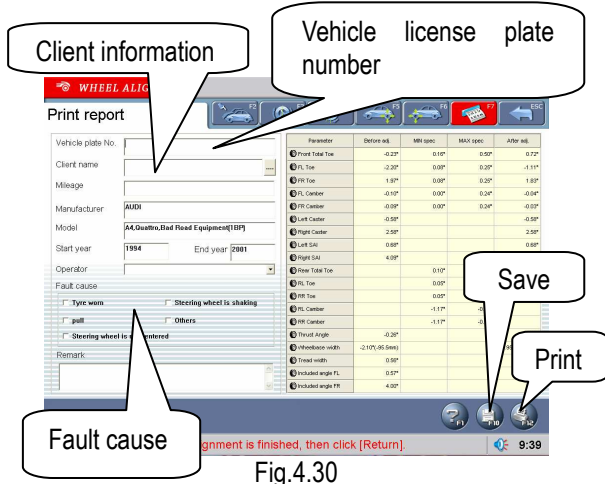 Client information
Vehicle license plate
number
WHEEL ALIG
Print report
F2
F5
F6
F7
ESC
Vehicle plate No.
Client name
...
Mileage
Manufacturer AUDI
Model A4,Quattro,Bad Road Equipment(1BP)
Start year 1994 End year 2001
Operator
Fault cause
Tyre worn Steering wheel is shaking
pull Others
Steering wheel is entered
Remark
Parameter Before adj. MIN spec MAX spec After adj.
Front Total Toe -0.23° 0.16° 0.50° 0.72°
FL Toe -2.20° 0.08° 0.25° -1.11°
FR Toe 1.97° 0.08° 0.25° 1.83°
FL Camber -0.10° 0.00° 0.24° -0.04°
FR Camber -0.09° 0.00° 0.24° -0.03°
Left Caster -0.58° -0.58°
Right Caster 2.58° 2.58°
Left SAI 0.68° 0.68°
Right SAI 4.09°
Rear Total Toe 0.10°
RL Toe 0.05°
RR Toe 0.05°
RL Camber -1.17° -0
RR Camber -1.17° -0
Thrust Angle -0.26°
Wheelbase width -2.10°(-95.5mm)
Tread width 0.58°
Included angle FL 0.57°
Included angle FR 4.00°
Save
Print
Fault cause
F1
F10
F12
gnment is finished, then click [Return].
9:39
Fig.4.30